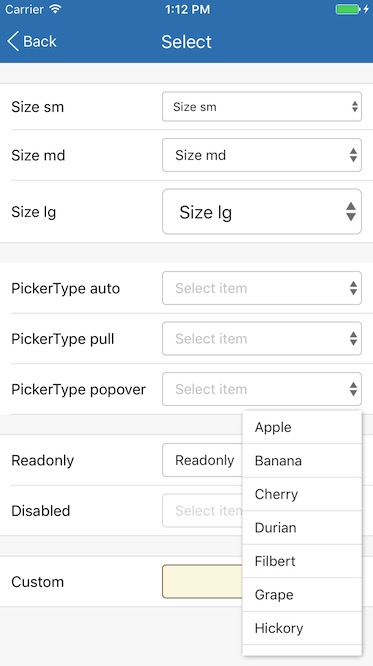 Carrier 1:12 PM
Back Select
Size sm Size sm
Size md Size md
Size lg Size lg
PickerType auto Select item
PickerType pull Select item
PickerType popover Select item
Apple
Banana
Readonly Readonly
Cherry
Disabled Select iten
Durian
Filbert
Custom
Grape
Hickory